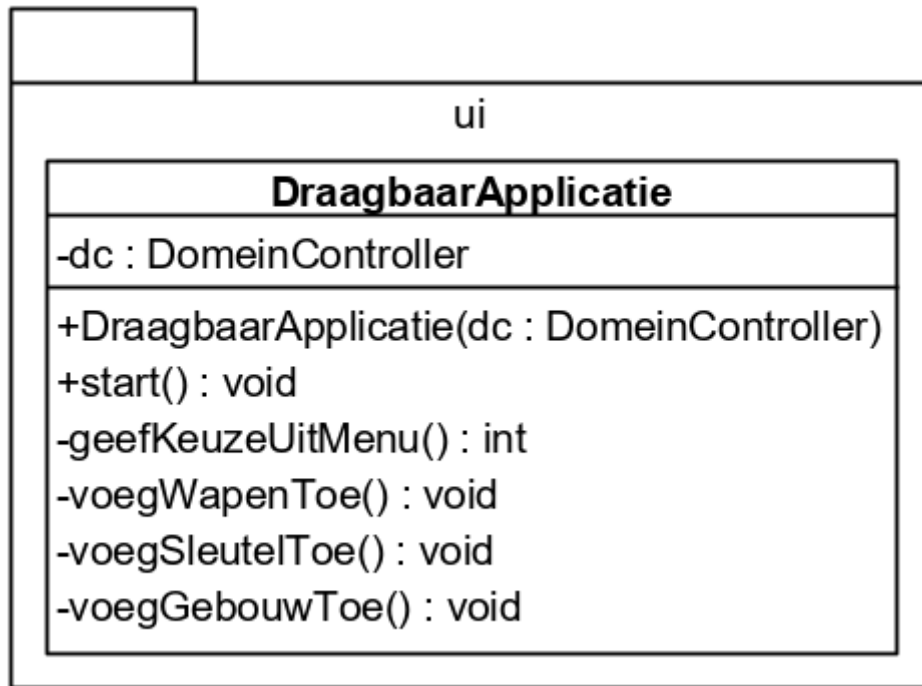 ui
DraagbaarApplicatie
-dc : DomeinController
+DraagbaarApplicatie(dc : DomeinController)
+start() : void
-geefKeuzeUitMenu() : int
-voegWapenToe() : void
-voegSleutelToe() : void
-voegGebouwToe() : void